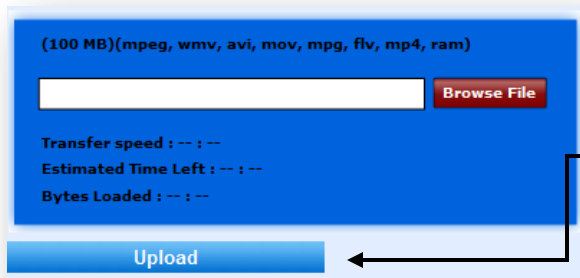 (100 MB)(mpeg, wmv, avi, mov, mpg, flv, mp4, ram)
Browse File
Transfer speed : -- : --
Estimated Time Left : -- : --
Bytes Loaded : -- : --
Upload